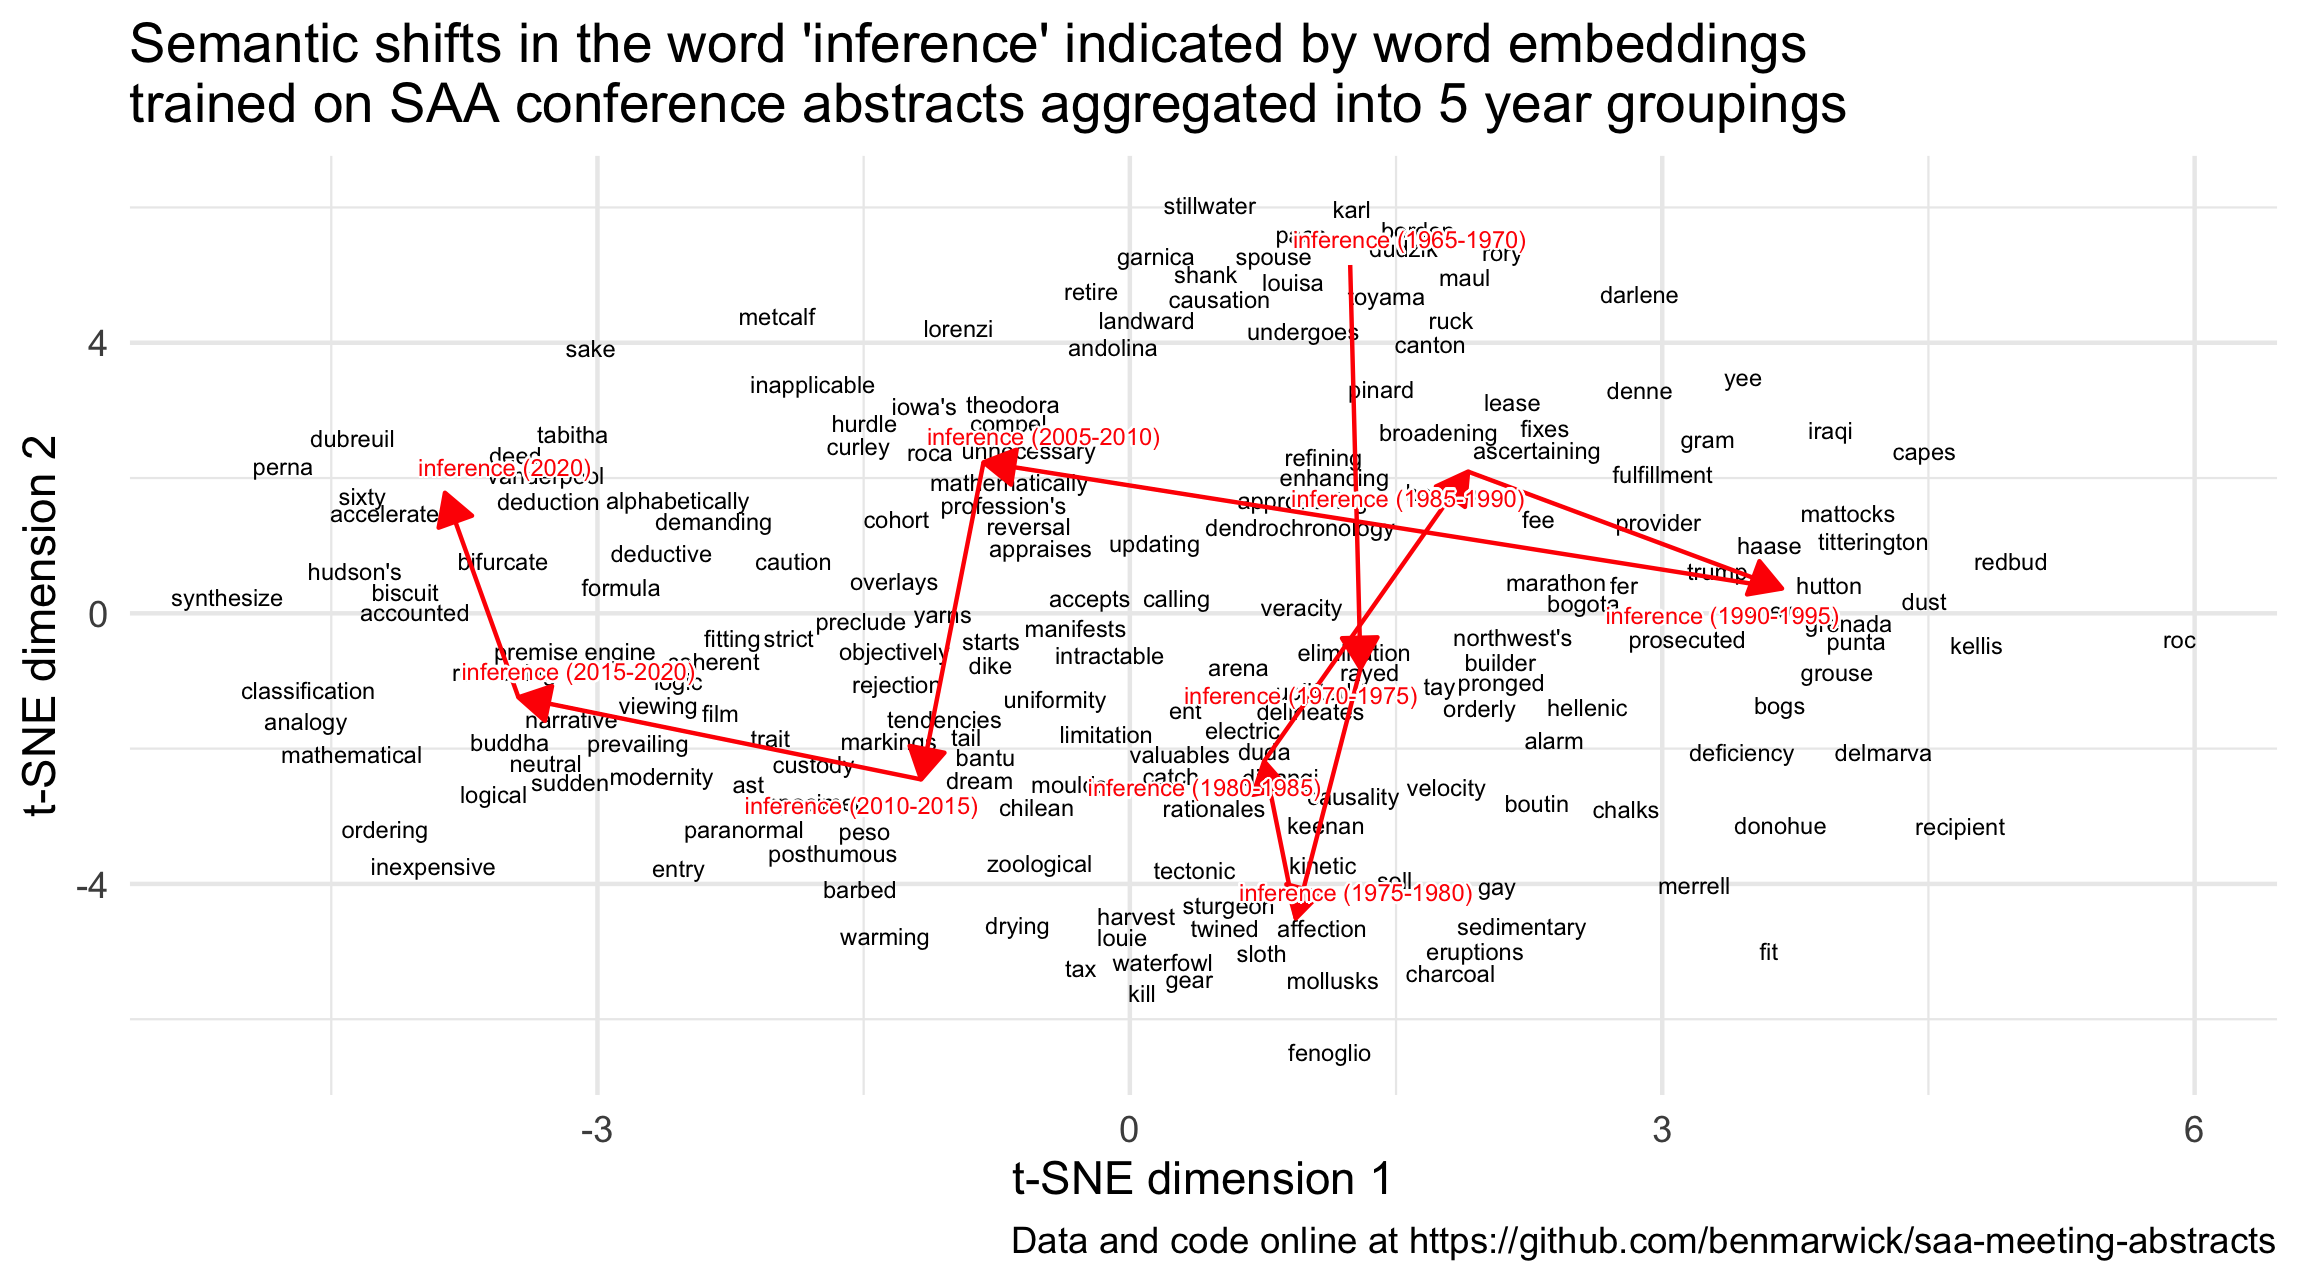 Semantic shifts in the word 'inference' indicated by word embeddings
trained on SAA conference abstracts aggregated into 5 year groupings
stillwater karl
inference (1965-1970)
garnica spouse dudzik rory
shank louisa maul
retire causation toyama darlene
metcalf lorenzi landward undergoes ruck
4 sake andolina canton
inapplicable pinard denne yee
iowa's theodora lease
hurdle compel broadening fixes iraqi
dubreuil tabitha inference (2005-2010) gram
curley roca unnecessary ascertaining capes
perna deed inference (2020) refining
vanderpool enhancing fulfillment
sixty deduction alphabetically mathematically inference (1985-1990)
accelerate demanding profession's mattocks
cohort reversal dendrochronology fee provider
bifurcate deductive caution appraises updating haase titterington
hudson's overlays trump redbud
synthesize biscuit formula accepts calling marathon fer hutton
0 accounted preclude yarns veracity bogota inference (1990-1995) dust
fitting strict manifests northwest's grenada
premise engine objectively starts intractable elimination prosecuted punta kellis roc
coherent dike arena builder
inference (2015-2020) rayed grouse
classification logic rejection uniformity inference (1970-1975) tay pronged
analogy viewing film tendencies ent delineates orderly hellenic bogs
narrative
mathematical buddha prevailing trait markings tail limitation electric alarm
neutral custody bantu valuables duda deficiency delmarva
logical sudden modernity ast dream catch
inference (2010-2015) chilean inference (1980-1985) causality velocity
rationales boutin chalks
ordering paranormal peso keenan donohue recipient
inexpensive entry posthumous zoological tectonic kinetic
-4 barbed inference (1975-1980) sell gay merrell
warming drying harvest sturgeon
louie twined affection sedimentary
tax waterfowl sloth eruptions fit
gear mollusks charcoal
kill
fenoglio
-3 0 3 6
t-SNE dimension 2
t-SNE dimension 1
Data and code online at https://github.com/benmarwick/saa-meeting-abstracts